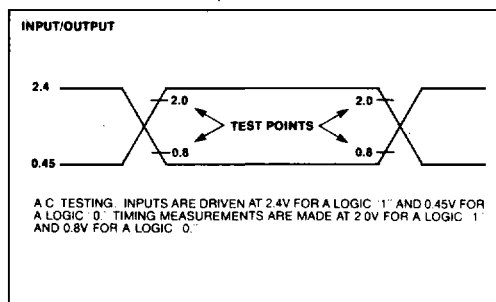 INPUT/OUTPUT
2.4
2.0 2.0
TEST POINTS
0.8 0.8
0.45
A C TESTING. INPUTS ARE DRIVEN AT 2.4V FOR A LOGIC "1" AND 0.45V FOR
A LOGIC "0." TIMING MEASUREMENTS ARE MADE AT 2.0V FOR A LOGIC "1"
AND 0.8V FOR A LOGIC "0."